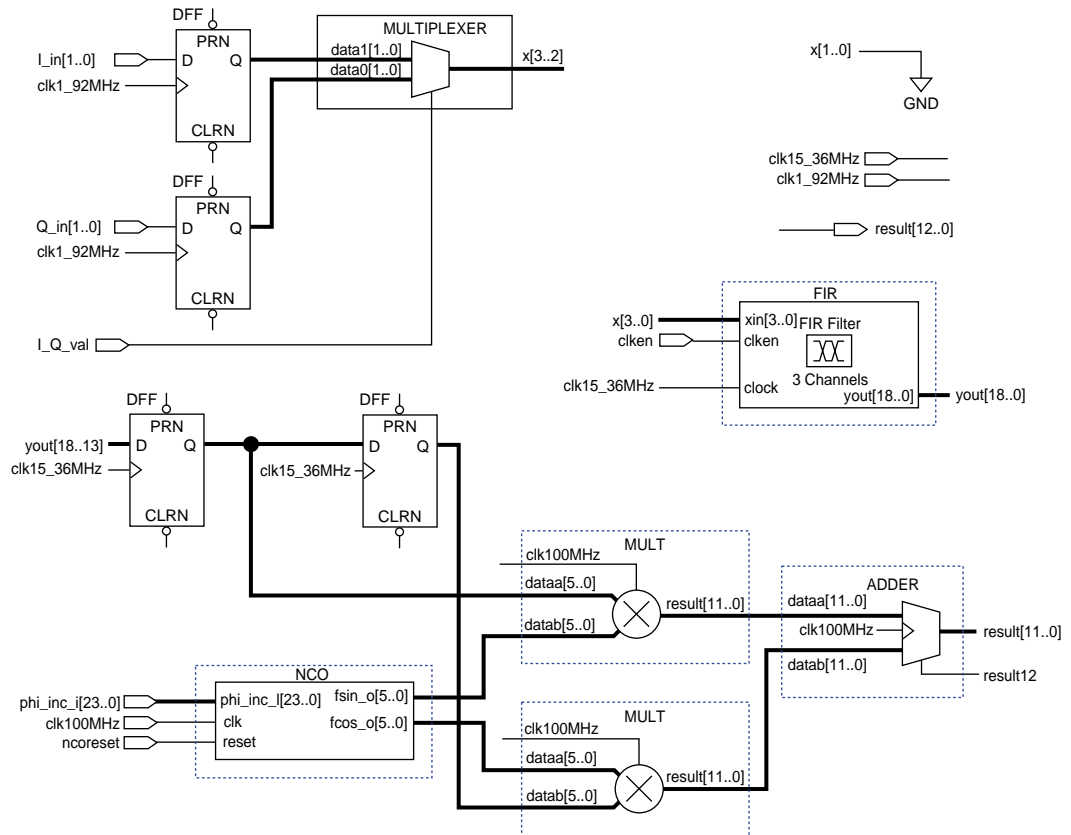 DFF
PRN
I_in[1..0]
D
Q
clk1_92MHz
CLRN
MULTIPLEXER
data1[1..0]
data0[1..0]
x[3..2]
x[1..0]
GND
DFF
PRN
Q_in[1..0]
D
Q
clk1_92MHz
CLRN
I_Q_val
clk15_36MHz
clk1_92MHz
result[12..0]
FIR
x[3..0]
xin[3..0]
FIR Filter
clken
clken
3 Channels
clk15_36MHz
clock
yout[18..0]
yout[18..0]
DFF
PRN
yout[18..13]
D
Q
clk15_36MHz
CLRN
DFF
PRN
D
Q
clk15_36MHz
CLRN
MULT
clk100MHz
dataa[5..0]
datab[5..0]
result[11..0]
ADDER
dataa[11..0]
clk100MHz
datab[11..0]
result[11..0]
result12
NCO
phi_inc_i[23..0]
phi_inc_I[23..0]
fsin_o[5..0]
clk100MHz
clk
fcos_o[5..0]
ncoreset
reset
MULT
clk100MHz
dataa[5..0]
datab[5..0]
result[11..0]